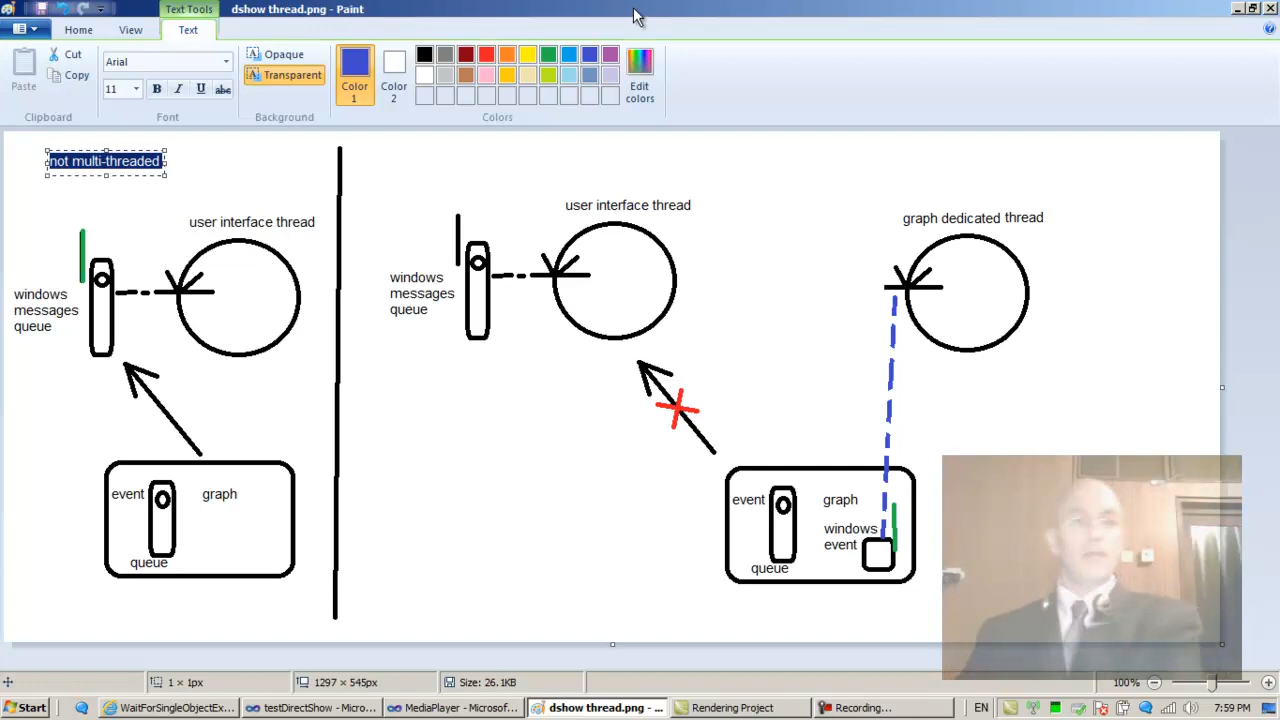 Text Tools
dshow thread.png - Paint
Home
View
Text
Paste
Cut
Copy
Clipboard
Arial
11
B I U abc
Font
Opaque
Transparent
Background
Color 1
Color 2
Edit colors
Colors
not multi-threaded
user interface thread
windows
messages
queue
event
graph
queue
user interface thread
windows
messages
queue
graph dedicated thread
event
graph
windows
event
queue
1 × 1px
1297 × 545px
Size: 26.1KB
100%
Start
WaitForSingleObjectEx...
testDirectShow - Micro...
MediaPlayer - Microsof...
dshow thread.png - ...
Rendering Project
Recording...
EN
7:59 PM